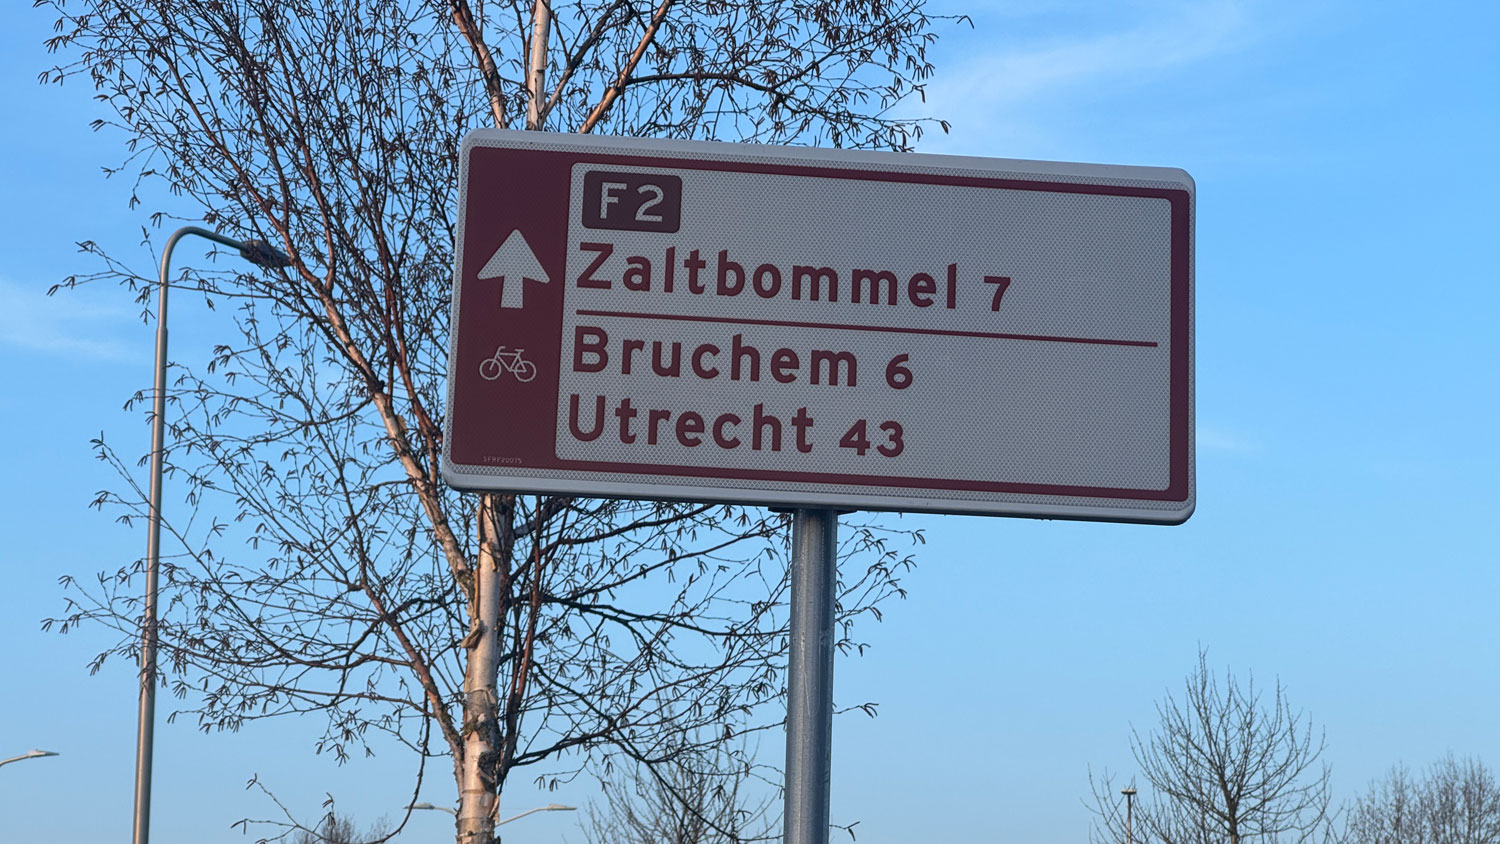 F2
Zaltbommel 7
Bruchem 6
Utrecht 43